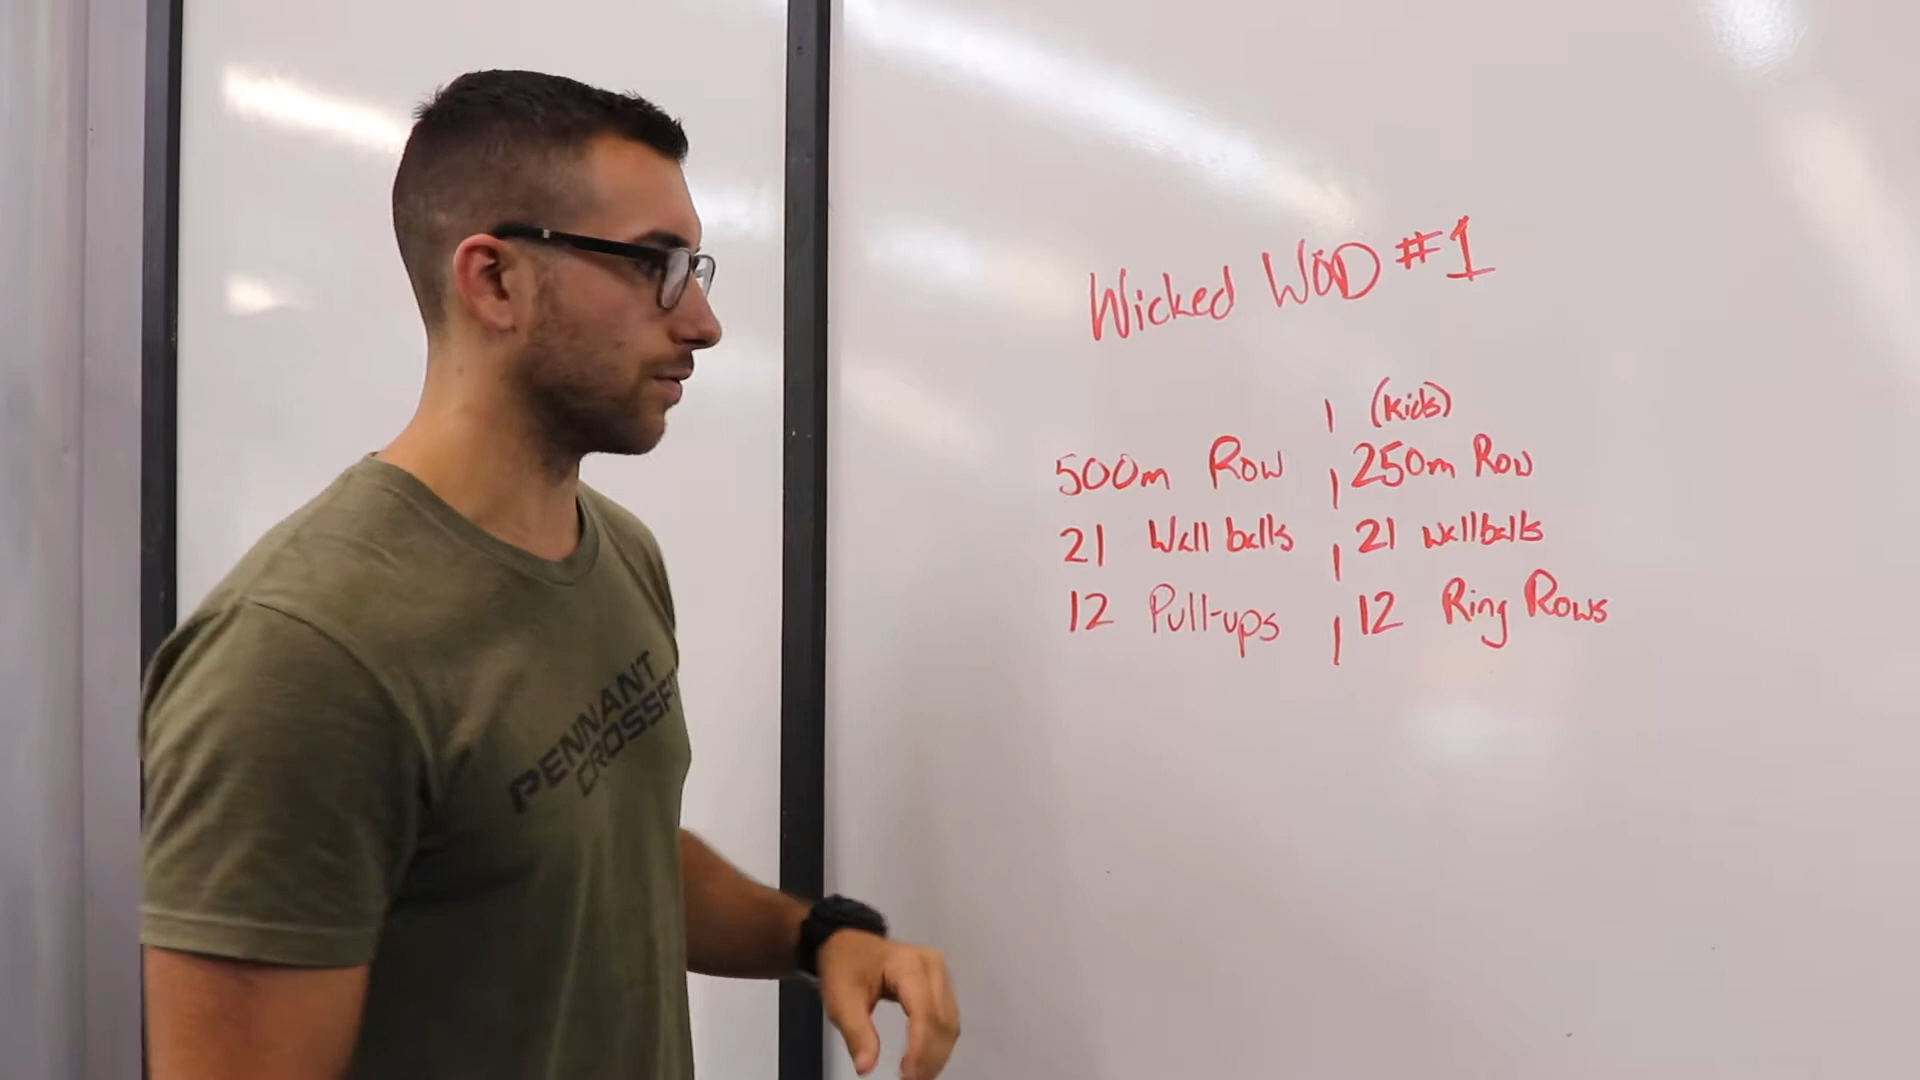 Wicked WOD #1
(kids)
500m Row | 250m Row
21 Wall balls | 21 wallballs
12 Pull-ups | 12 Ring Rows
PENNANT
CROSSFIT